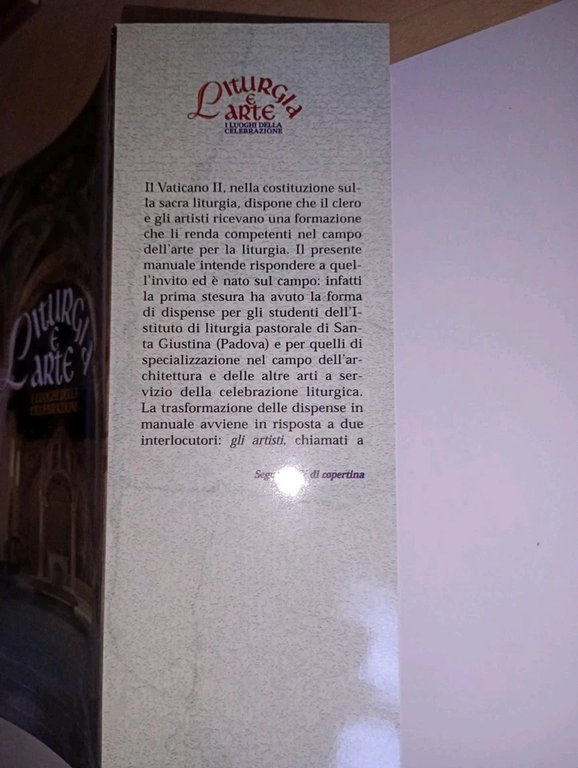 LITURGIA
E
ARTE
I LUOGHI DELLA
CELEBRAZIONE
Il Vaticano II, nella costituzione sul-
la sacra liturgia, dispone che il clero
e gli artisti ricevano una formazione
che li renda competenti nel campo
dell'arte per la liturgia. Il presente
manuale intende rispondere a quel-
l'invito ed è nato sul campo: infatti
la prima stesura ha avuto la forma
di dispense per gli studenti dell'I-
stituto di liturgia pastorale di San-
ta Giustina (Padova) e per quelli di
specializzazione nel campo dell'ar-
chitettura e delle altre arti a ser-
vizio della celebrazione liturgica.
La trasformazione delle dispense in
manuale avviene in risposta a due
interlocutori: gli artisti, chiamati a
di copertina
LITURGIA
E
ARTE
I LUOGHI DELLA
CELEBRAZIONE